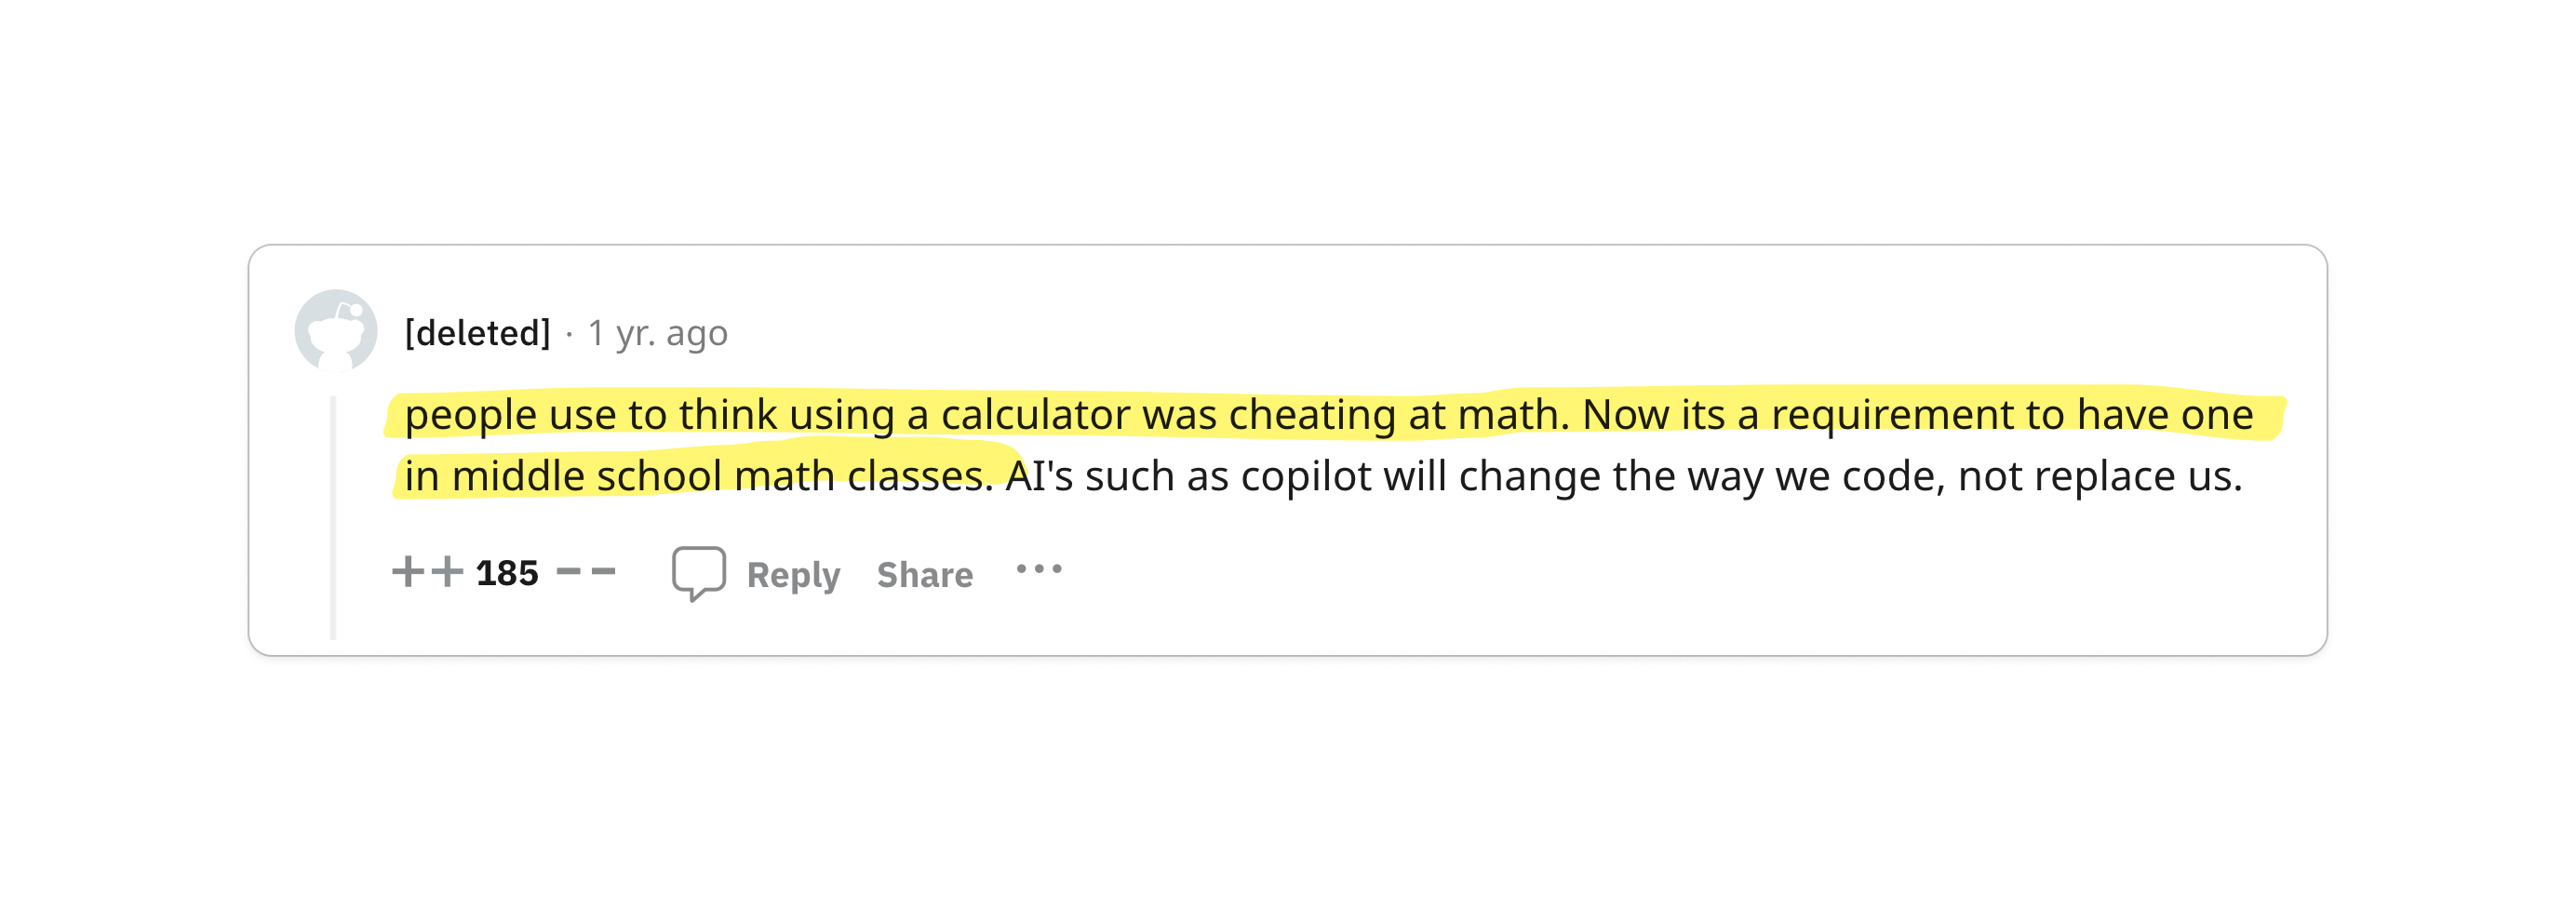 [deleted] · 1 yr. ago
people use to think using a calculator was cheating at math. Now its a requirement to have one
in middle school math classes. AI's such as copilot will change the way we code, not replace us.
++ 185 -- Reply Share ···